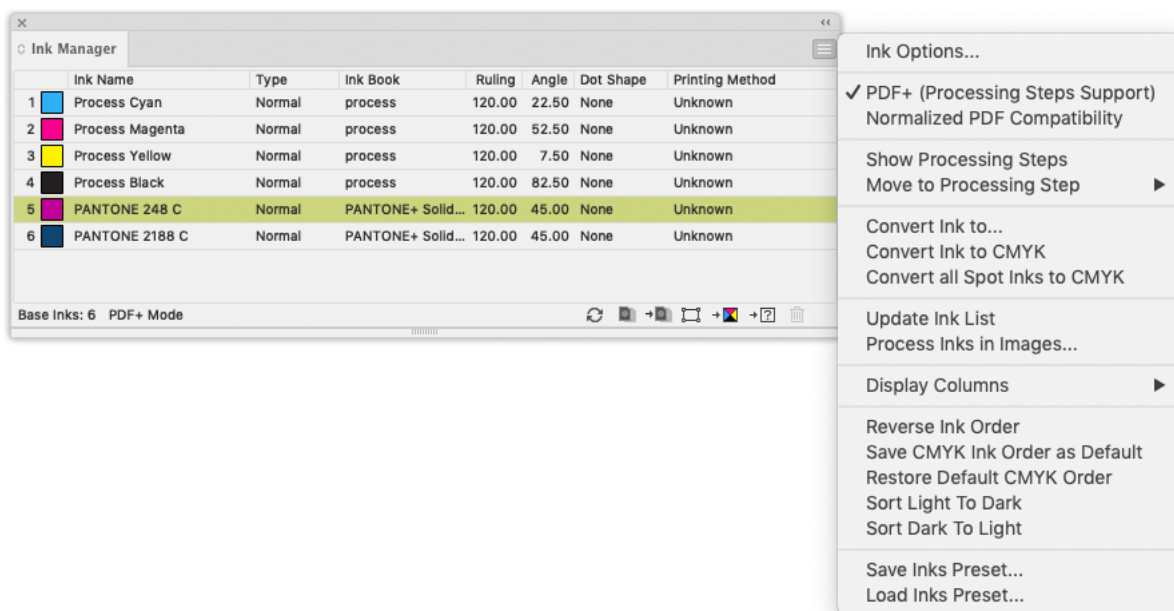 Ink Manager
Ink Name Type Ink Book Ruling Angle Dot Shape Printing Method
1 Process Cyan Normal process 120.00 22.50 None Unknown
2 Process Magenta Normal process 120.00 52.50 None Unknown
3 Process Yellow Normal process 120.00 7.50 None Unknown
4 Process Black Normal process 120.00 82.50 None Unknown
5 PANTONE 248 C Normal PANTONE+ Solid... 120.00 45.00 None Unknown
6 PANTONE 2188 C Normal PANTONE+ Solid... 120.00 45.00 None Unknown
Base Inks: 6 PDF+ Mode
Ink Options...
PDF+ (Processing Steps Support)
Normalized PDF Compatibility
Show Processing Steps
Move to Processing Step
Convert Ink to...
Convert Ink to CMYK
Convert all Spot Inks to CMYK
Update Ink List
Process Inks in Images...
Display Columns
Reverse Ink Order
Save CMYK Ink Order as Default
Restore Default CMYK Order
Sort Light To Dark
Sort Dark To Light
Save Inks Preset...
Load Inks Preset...